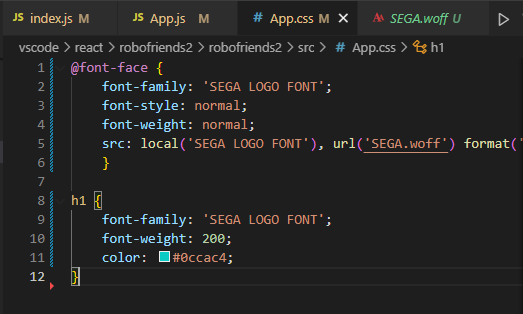 index.js M App.js M App.css M SEGA.woff U
vscode > react > robofriends2 > robofriends2 > src > # App.css > h1
1 @font-face {
2 font-family: 'SEGA LOGO FONT';
3 font-style: normal;
4 font-weight: normal;
5 src: local('SEGA LOGO FONT'), url('SEGA.woff') format('
6 }
7
8 h1 {
9 font-family: 'SEGA LOGO FONT';
10 font-weight: 200;
11 color: #0ccac4;
12 }